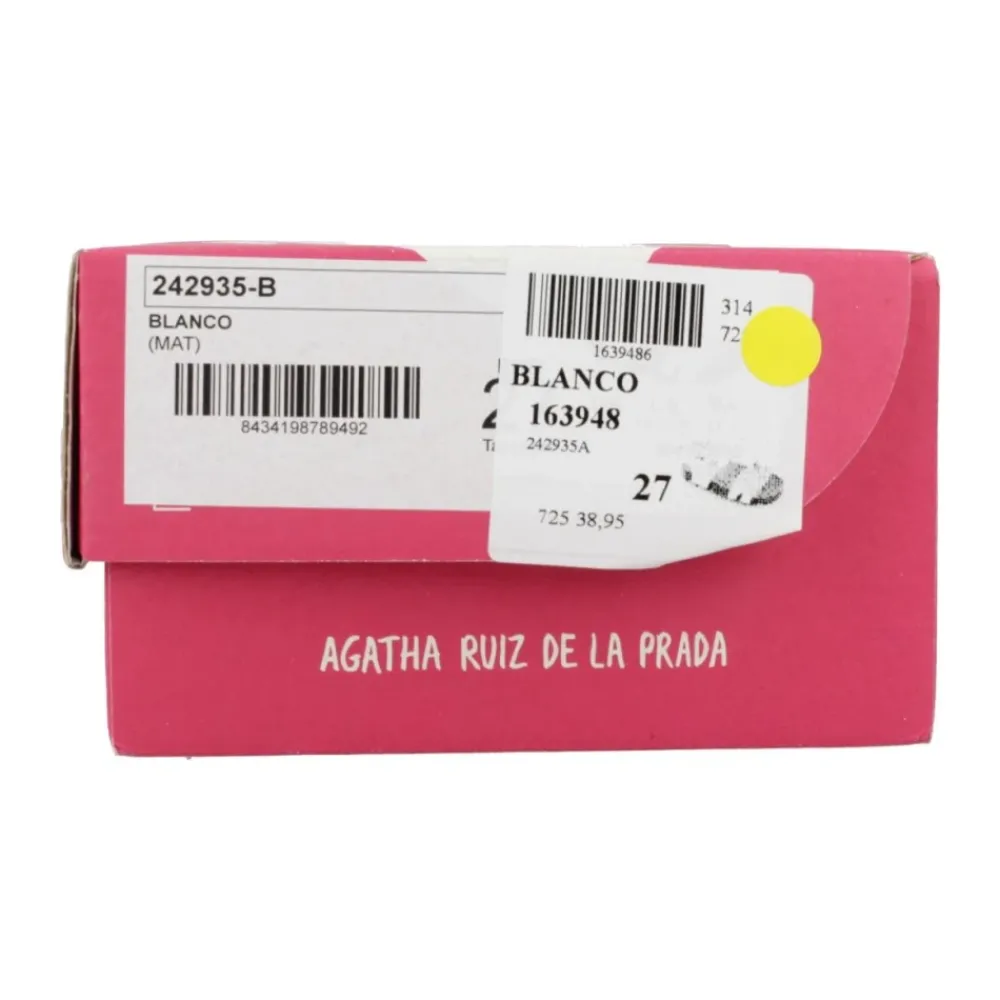 242935-B
BLANCO
(MAT)
8434198789492
314
1639486
BLANCO
163948
242935A
27
725 38,95
AGATHA RUIZ DE LA PRADA